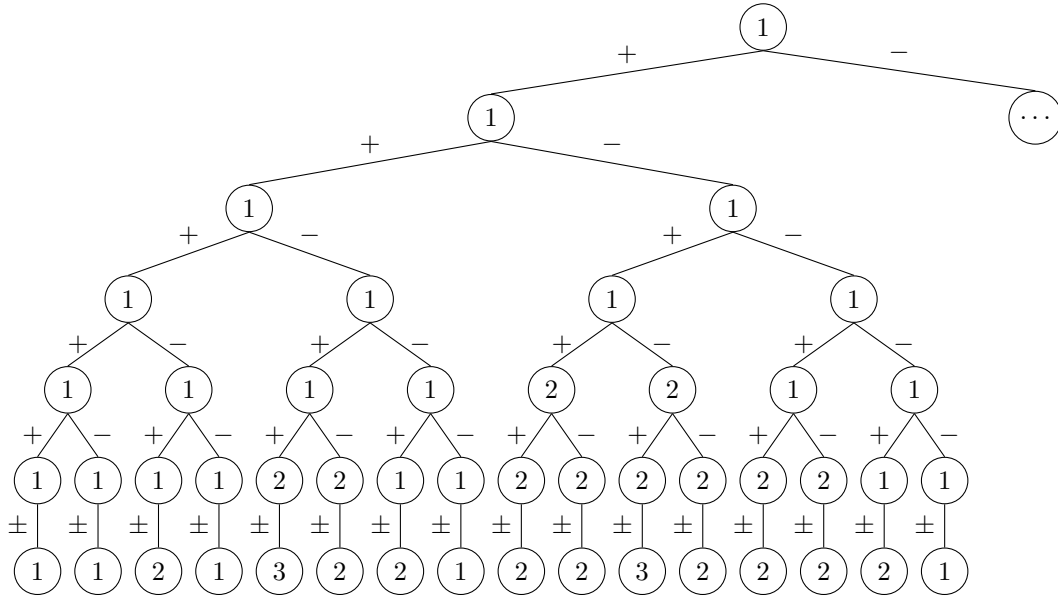 1
+ −
1 ⋯
+ −
1 1
+ − + −
1 1 1 1
+ − + − + − + −
1 1 1 1 2 2 1 1
+ − + − + − + − + − + − + − + −
1 1 1 1 2 2 1 1 2 2 2 2 2 2 1 1
± ± ± ± ± ± ± ± ± ± ± ± ± ± ± ±
1 1 2 1 3 2 2 1 2 2 3 2 2 2 2 1